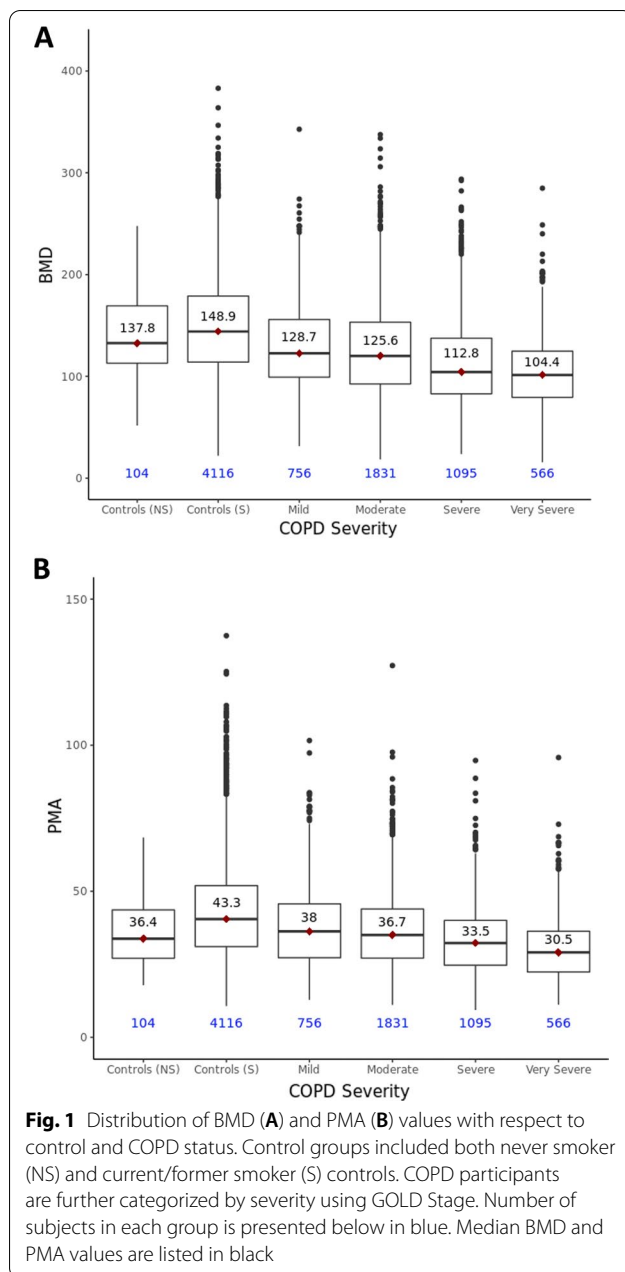 A
400
300
200
100
0
BMD
137.8 148.9 128.7 125.6 112.8 104.4
104 4116 756 1831 1095 566
Controls (NS) Controls (S) Mild Moderate Severe Very Severe
COPD Severity
B
150
100
50
0
PMA
36.4 43.3 38 36.7 33.5 30.5
104 4116 756 1831 1095 566
Controls (NS) Controls (S) Mild Moderate Severe Very Severe
COPD Severity
Fig. 1 Distribution of BMD (A) and PMA (B) values with respect to
control and COPD status. Control groups included both never smoker
(NS) and current/former smoker (S) controls. COPD participants
are further categorized by severity using GOLD Stage. Number of
subjects in each group is presented below in blue. Median BMD and
PMA values are listed in black